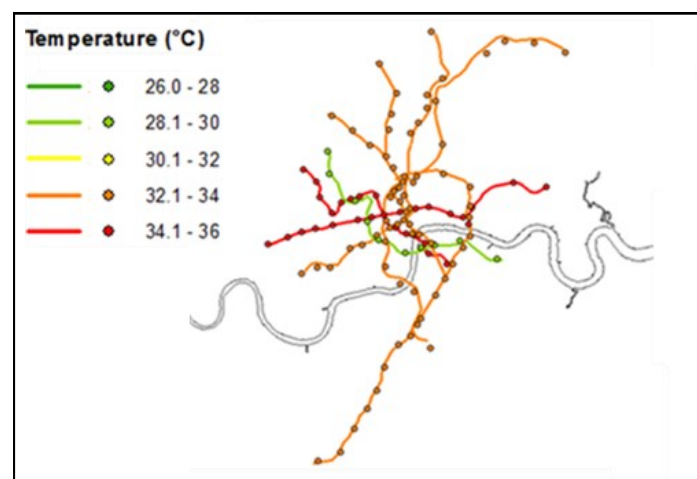 Temperature (°C)
26.0 - 28
28.1 - 30
30.1 - 32
32.1 - 34
34.1 - 36